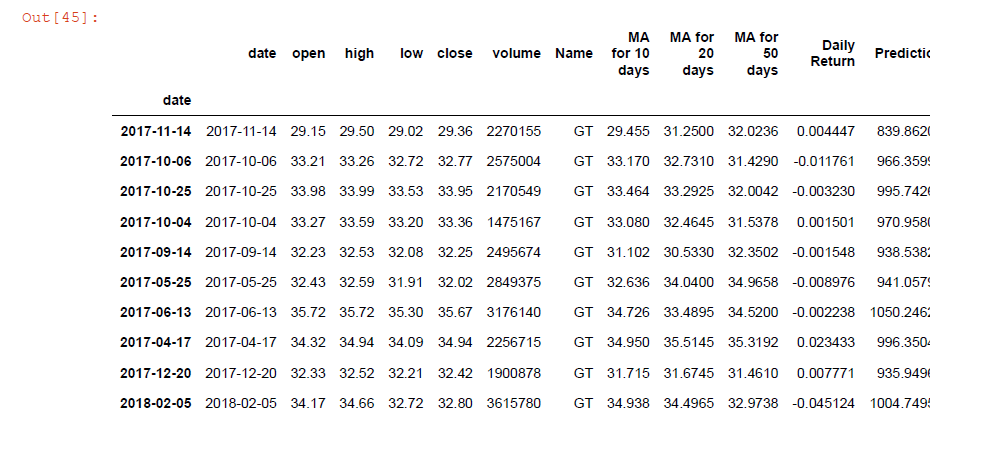 Out[45]:
date open high low close volume Name MA for 10 days MA for 20 days MA for 50 days Daily Return
date
2017-11-14 2017-11-14 29.15 29.50 29.02 29.36 2270155 GT 29.455 31.2500 32.0236 0.004447 839.862
2017-10-06 2017-10-06 33.21 33.26 32.72 32.77 2575004 GT 33.170 32.7310 31.4290 -0.011761 966.359
2017-10-25 2017-10-25 33.98 33.99 33.53 33.95 2170549 GT 33.464 33.2925 32.0042 -0.003230 995.742
2017-10-04 2017-10-04 33.27 33.59 33.20 33.36 1475167 GT 33.080 32.4645 31.5378 0.001501 970.958
2017-09-14 2017-09-14 32.23 32.53 32.08 32.25 2495674 GT 31.102 30.5330 32.3502 -0.001548 938.538
2017-05-25 2017-05-25 32.43 32.59 31.91 32.02 2849375 GT 32.636 34.0400 34.9658 -0.008976 941.057
2017-06-13 2017-06-13 35.72 35.72 35.30 35.67 3176140 GT 34.726 33.4895 34.5200 -0.002238 1050.246
2017-04-17 2017-04-17 34.32 34.94 34.09 34.94 2256715 GT 34.950 35.5145 35.3192 0.023433 996.350
2017-12-20 2017-12-20 32.33 32.52 32.21 32.42 1900878 GT 31.715 31.6745 31.4610 0.007771 935.949
2018-02-05 2018-02-05 34.17 34.66 32.72 32.80 3615780 GT 34.938 34.4965 32.9738 -0.045124 1004.749